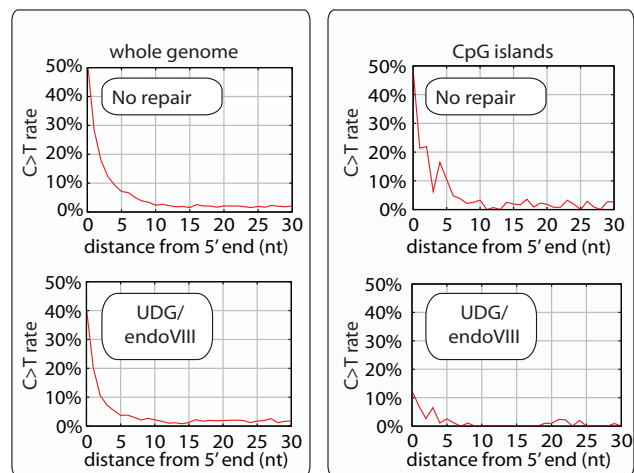 whole genome
50%
40%
30%
20%
10%
0%
C>T rate
No repair
0 5 10 15 20 25 30
distance from 5' end (nt)
50%
40%
30%
20%
10%
0%
C>T rate
UDG/
endoVIII
0 5 10 15 20 25 30
distance from 5' end (nt)
CpG islands
50%
40%
30%
20%
10%
0%
C>T rate
No repair
0 5 10 15 20 25 30
distance from 5' end (nt)
50%
40%
30%
20%
10%
0%
C>T rate
UDG/
endoVIII
0 5 10 15 20 25 30
distance from 5' end (nt)